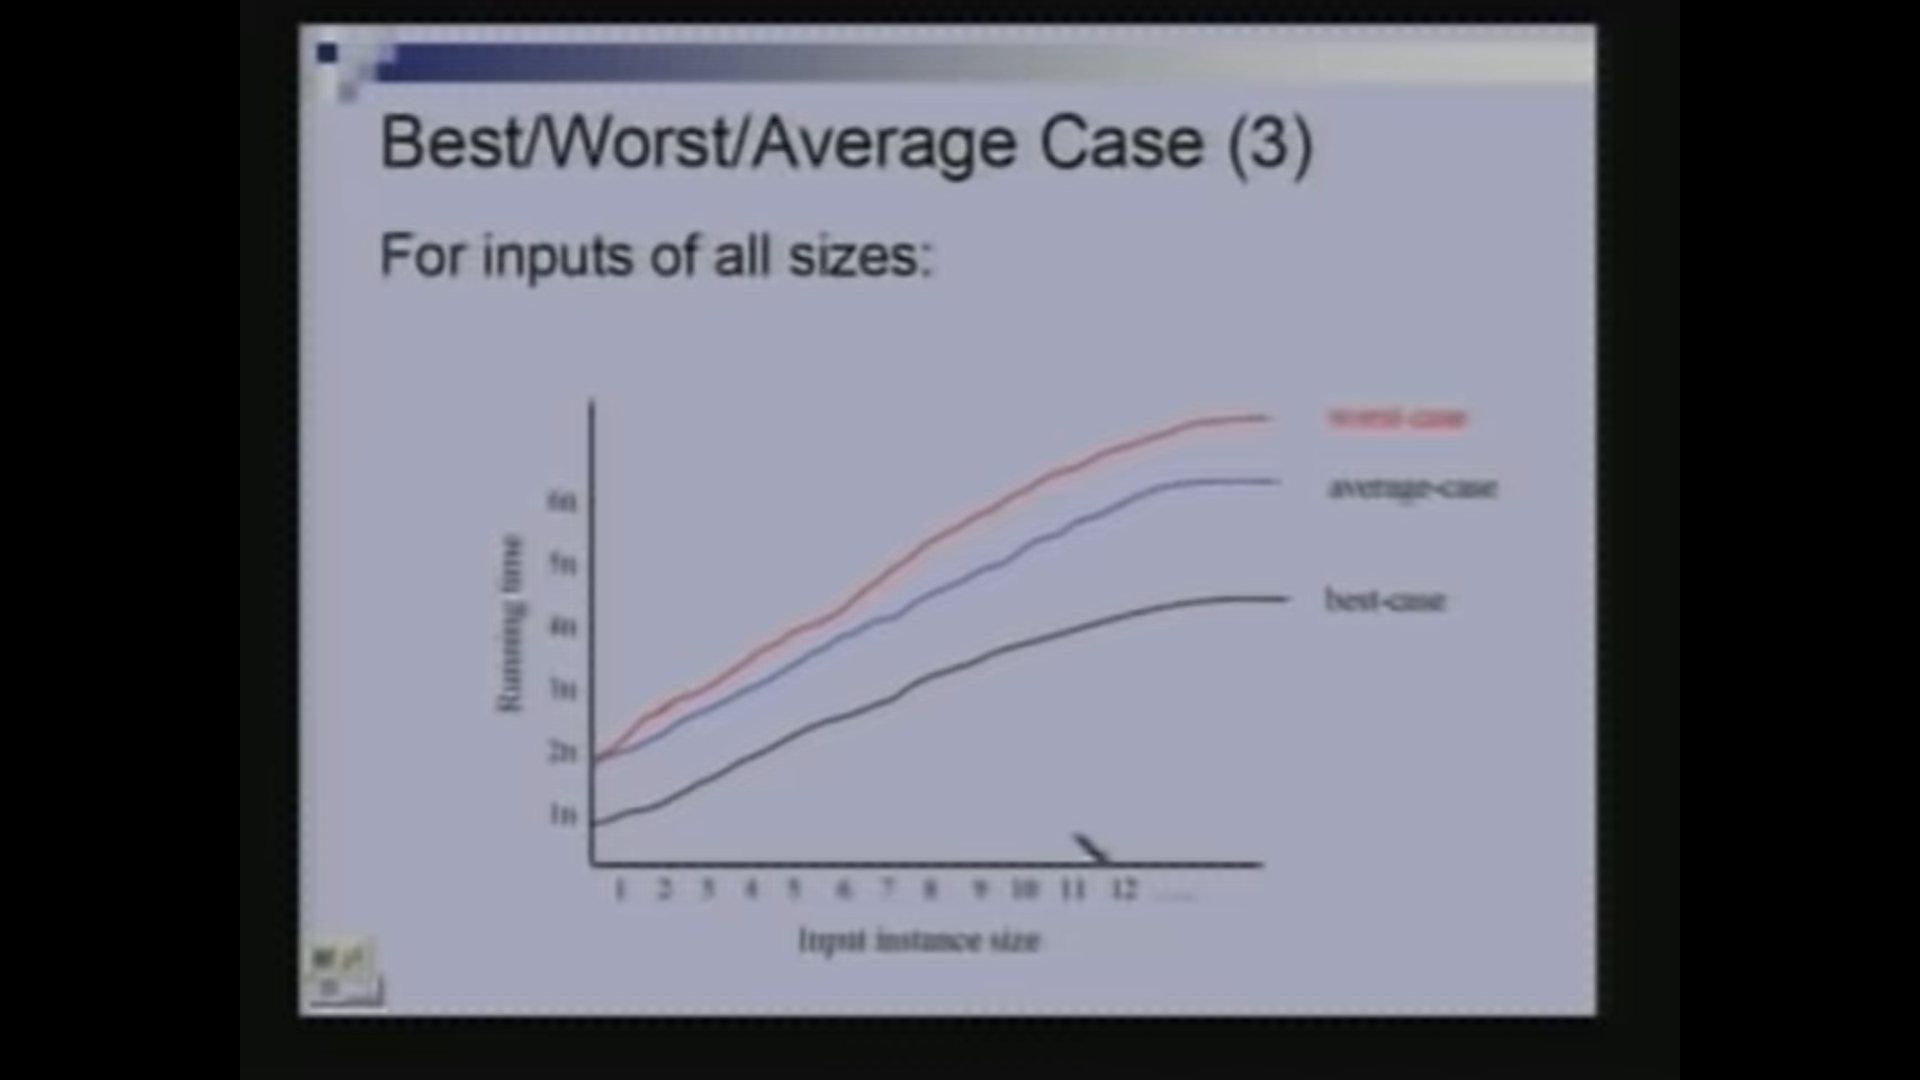 Best/Worst/Average Case (3)
For inputs of all sizes:
worst-case
average-case
best-case
6n
5n
4n
3n
2n
1n
Running time
1 2 3 4 5 6 7 8 9 10 11 12 .....
Input instance size